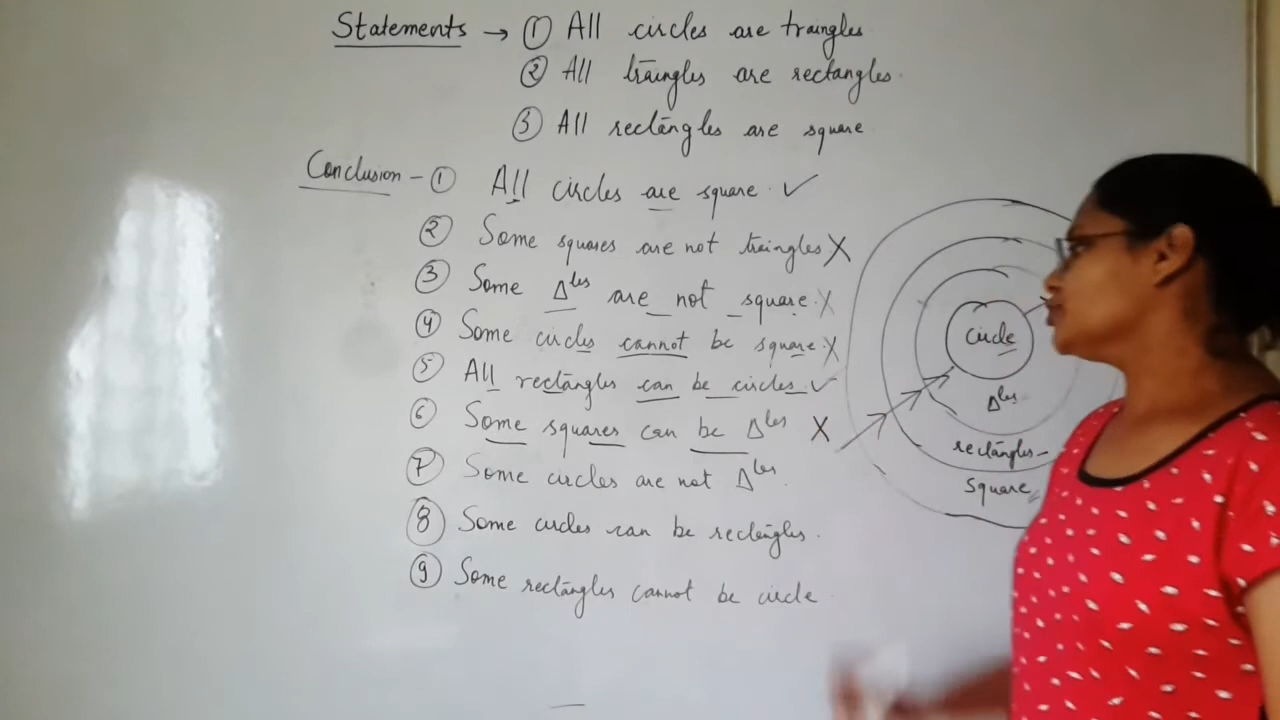 Statements → ① All circles are traingles
② All traingles are rectangles.
③ All rectangles are square
Conclusion - ① All circles are square. ✓
② Some squares are not traingles X
③ Some Δles are not square. X
④ Some circles cannot be square. X
⑤ All rectangles can be circles. ✓
⑥ Some squares can be Δles X
⑦ Some circles are not Δles.
⑧ Some circles can be rectangles.
⑨ Some rectangles cannot be circle
Circle
Δles
rectangles
square